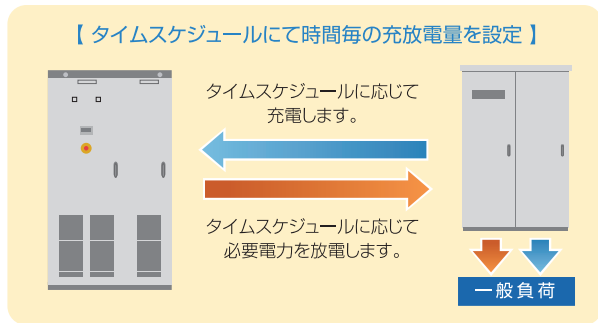 【 タイムスケジュールにて時間毎の充放電量を設定 】
タイムスケジュールに応じて
充電します。
タイムスケジュールに応じて
必要電力を放電します。
一般負荷